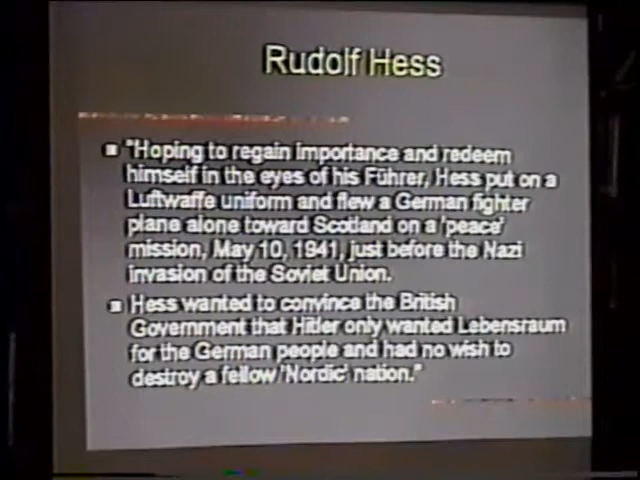 Rudolf Hess
"Hoping to regain importance and redeem
himself in the eyes of his Führer, Hess put on a
Luftwaffe uniform and flew a German fighter
plane alone toward Scotland on a 'peace'
mission, May 10, 1941, just before the Nazi
invasion of the Soviet Union.
Hess wanted to convince the British
Government that Hitler only wanted Lebensraum
for the German people and had no wish to
destroy a fellow 'Nordic' nation."